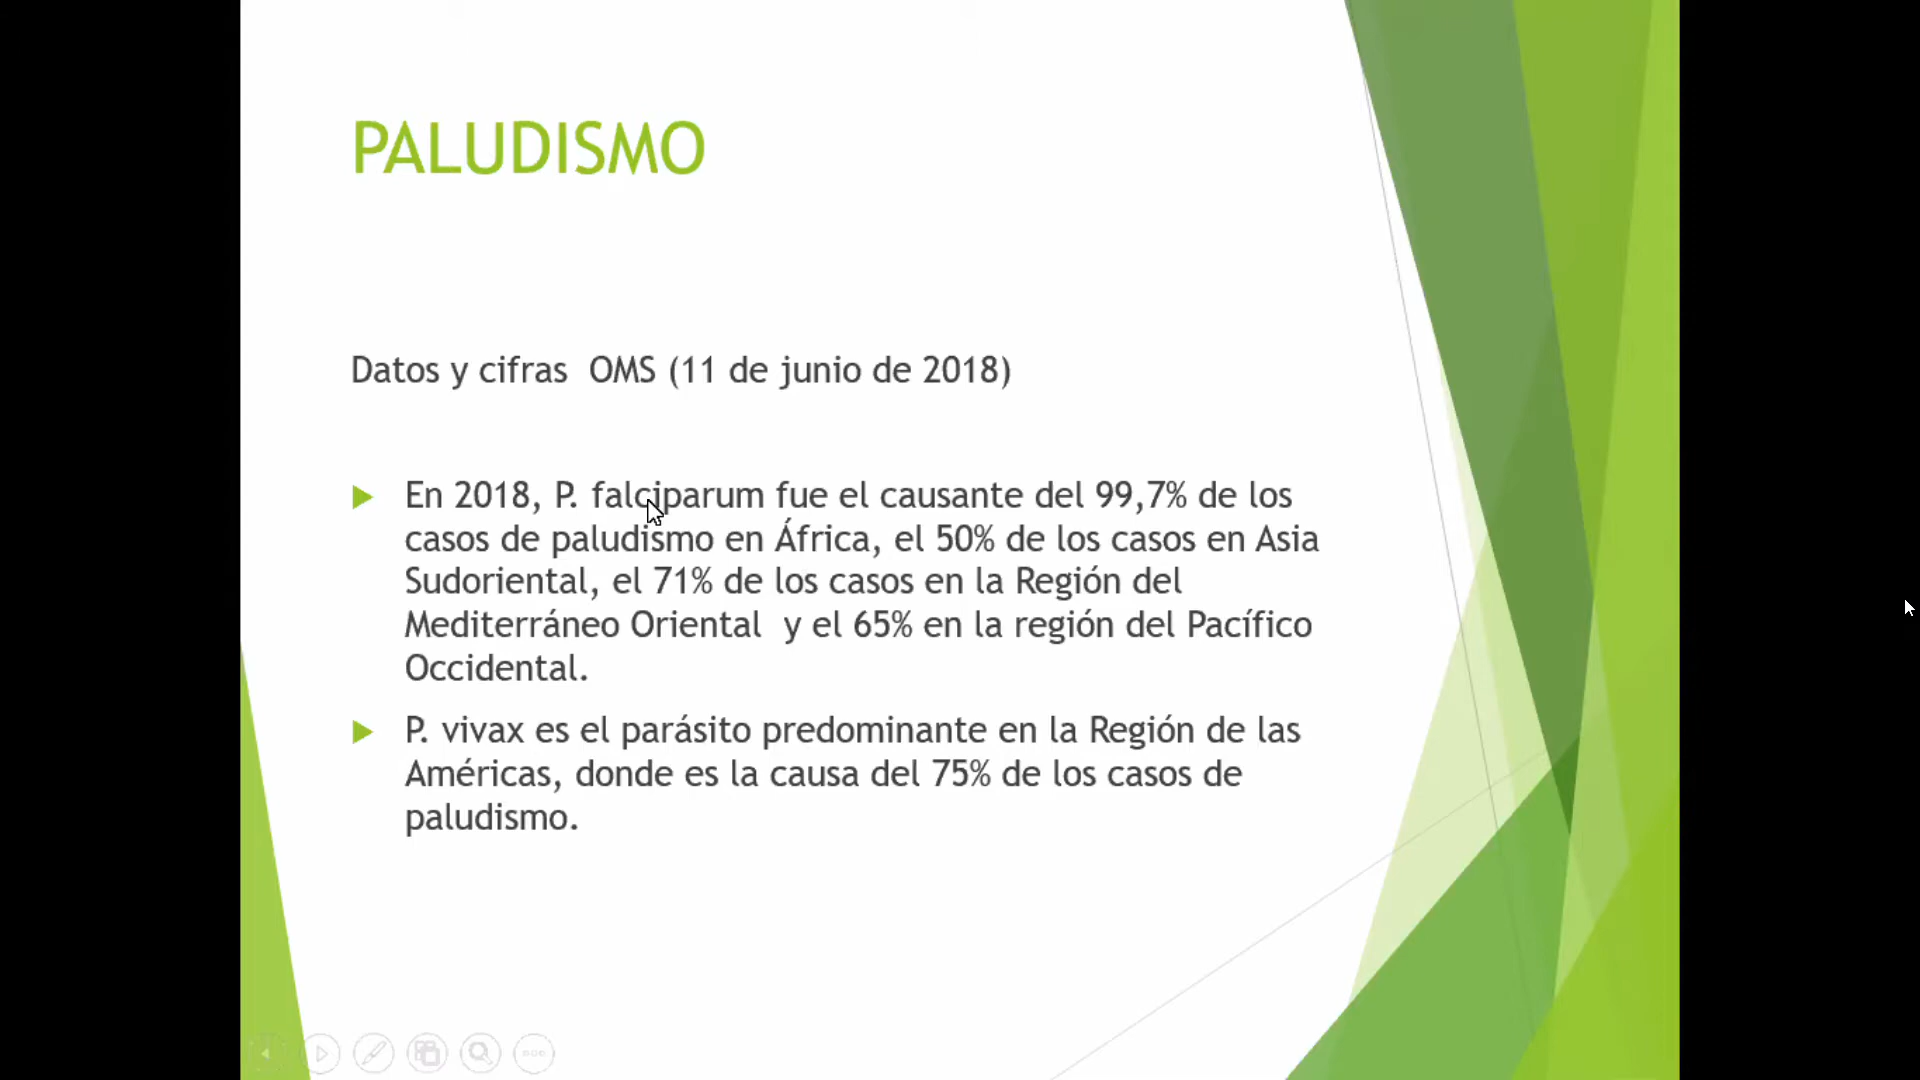 PALUDISMO
Datos y cifras  OMS (11 de junio de 2018)
En 2018, P. falciparum fue el causante del 99,7% de los
casos de paludismo en África, el 50% de los casos en Asia
Sudoriental, el 71% de los casos en la Región del
Mediterráneo Oriental  y el 65% en la región del Pacífico
Occidental.
P. vivax es el parásito predominante en la Región de las
Américas, donde es la causa del 75% de los casos de
paludismo.